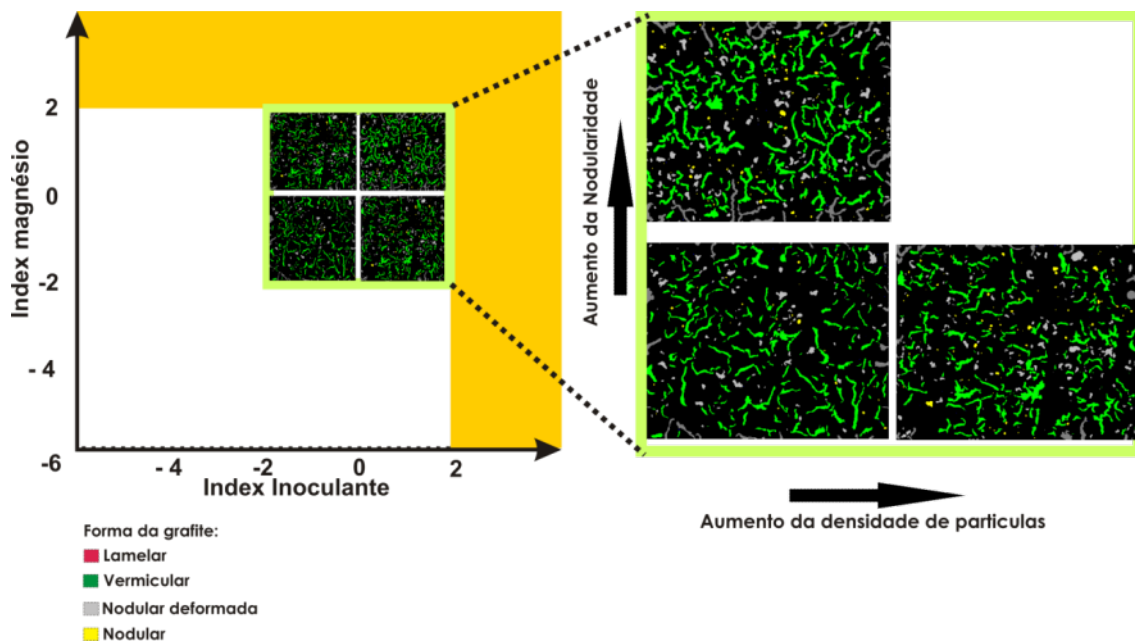 2
0
-2
- 4
-6
- 4
-2
0
2
Index magnésio
Index Inoculante
Aumento da Nodularidade
Aumento da densidade de particulas
Forma da grafite:
Lamelar
Vermicular
Nodular deformada
Nodular